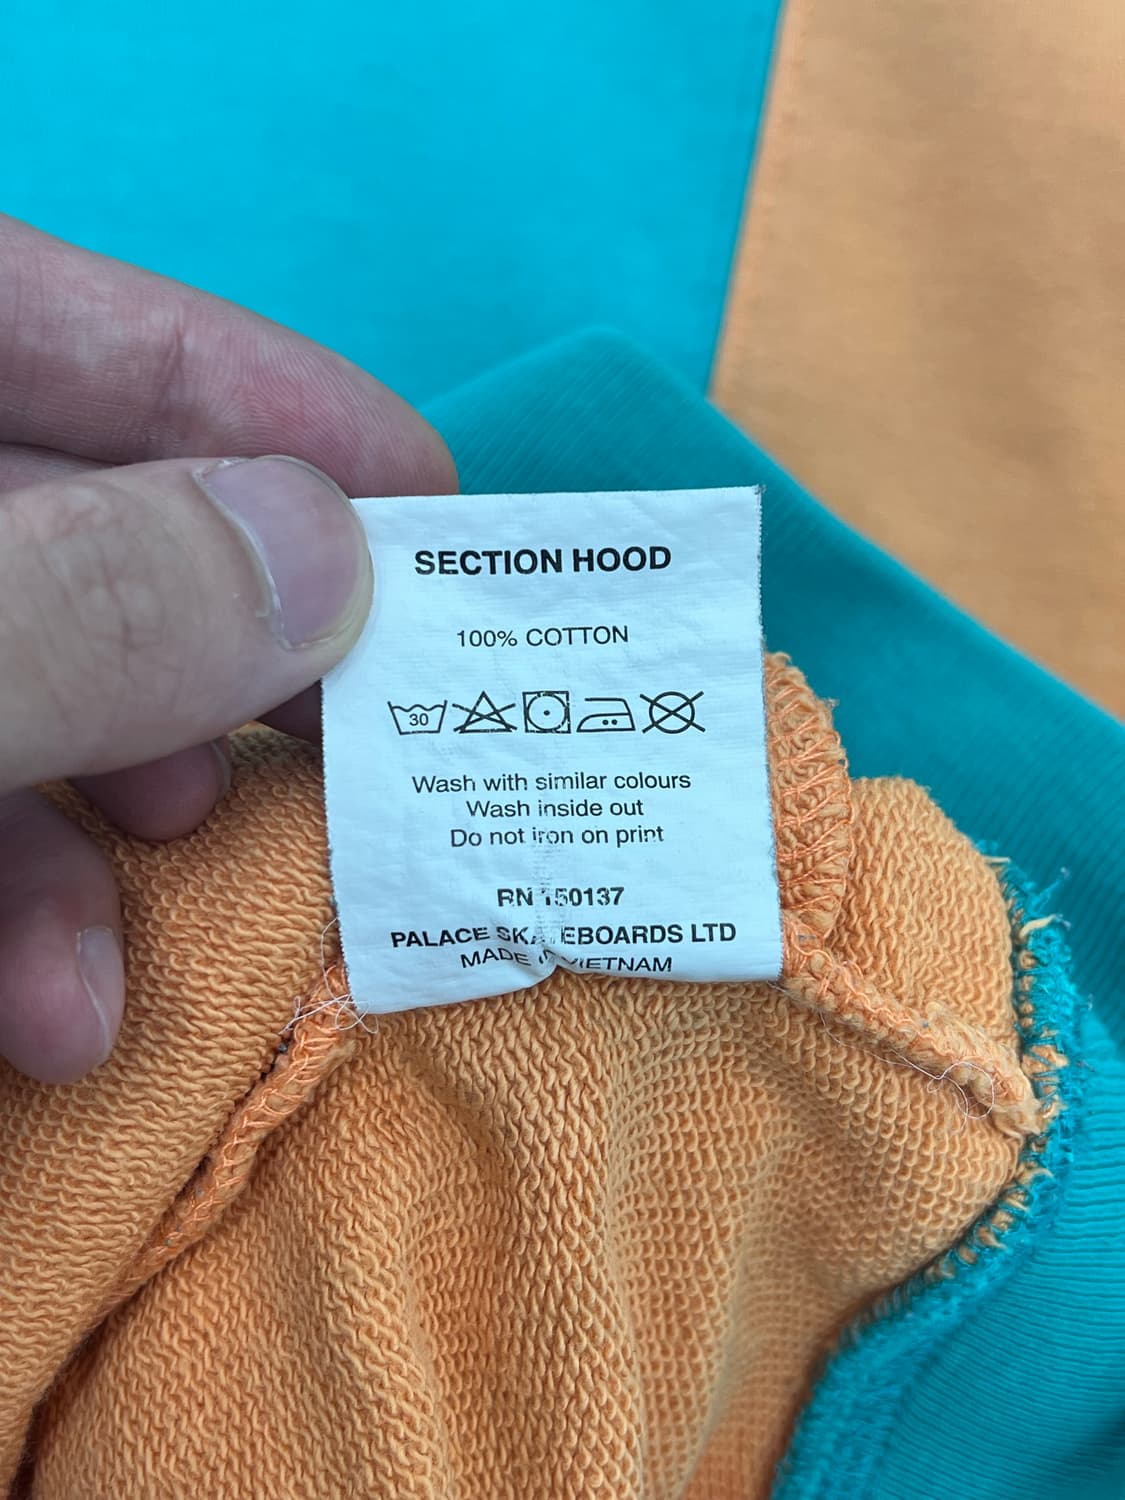 SECTION HOOD
100% COTTON
30
Wash with similar colours
Wash inside out
Do not iron on print
RN 150137
PALACE SKATEBOARDS LTD
MADE IN VIETNAM